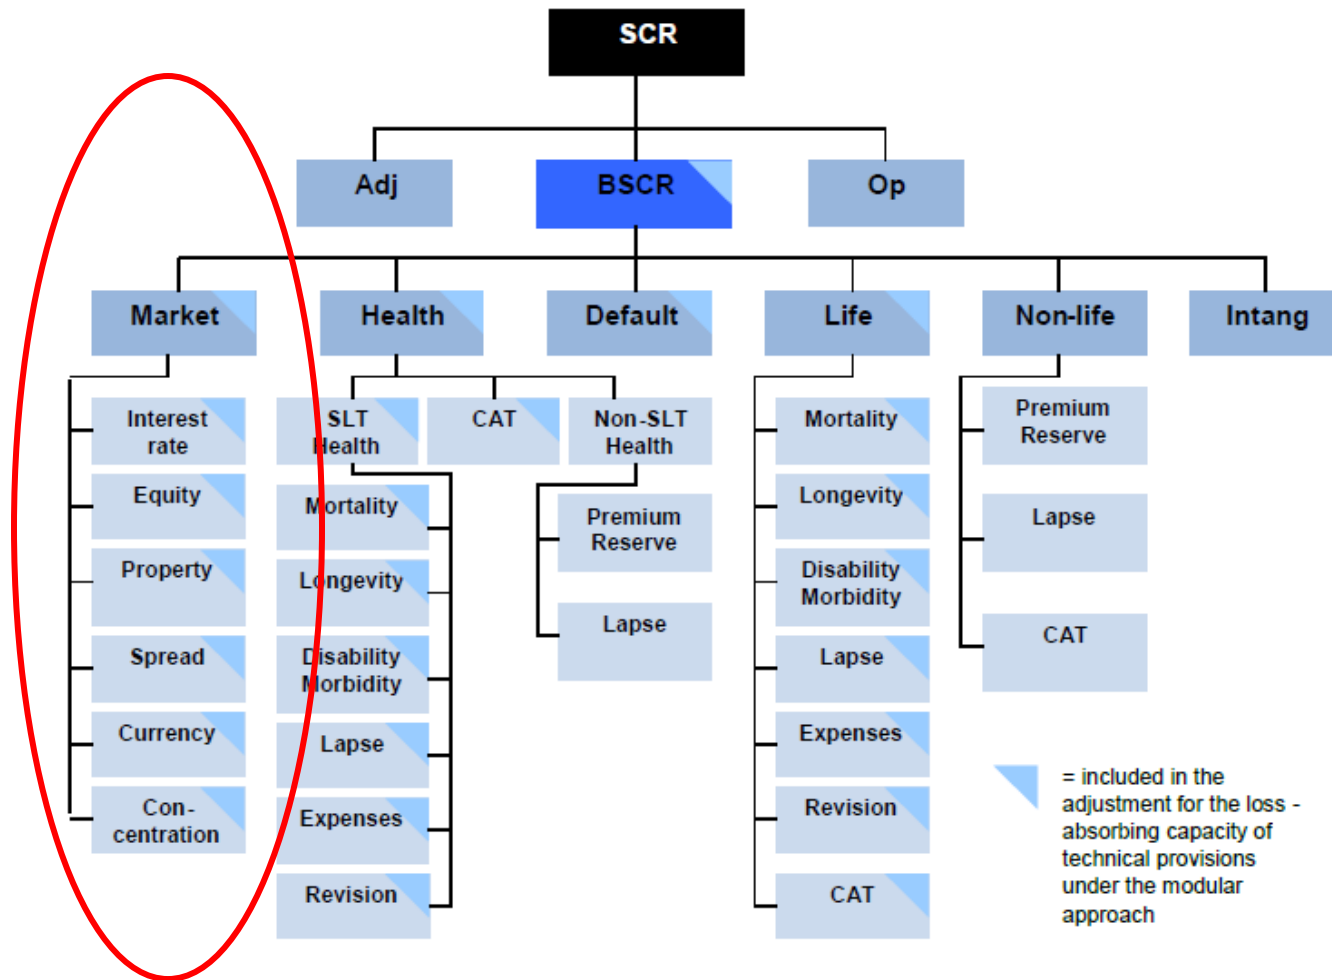 SCR
Adj
BSCR
Op
Market
Health
Default
Life
Non-life
Intang
Interest
rate
Equity
Property
Spread
Currency
Con-
centration
SLT
Health
CAT
Non-SLT
Health
Mortality
Longevity
Disability
Morbidity
Lapse
Expenses
Revision
Premium
Reserve
Lapse
Mortality
Longevity
Disability
Morbidity
Lapse
Expenses
Revision
CAT
Premium
Reserve
Lapse
CAT
= included in the
adjustment for the loss -
absorbing capacity of
technical provisions
under the modular
approach